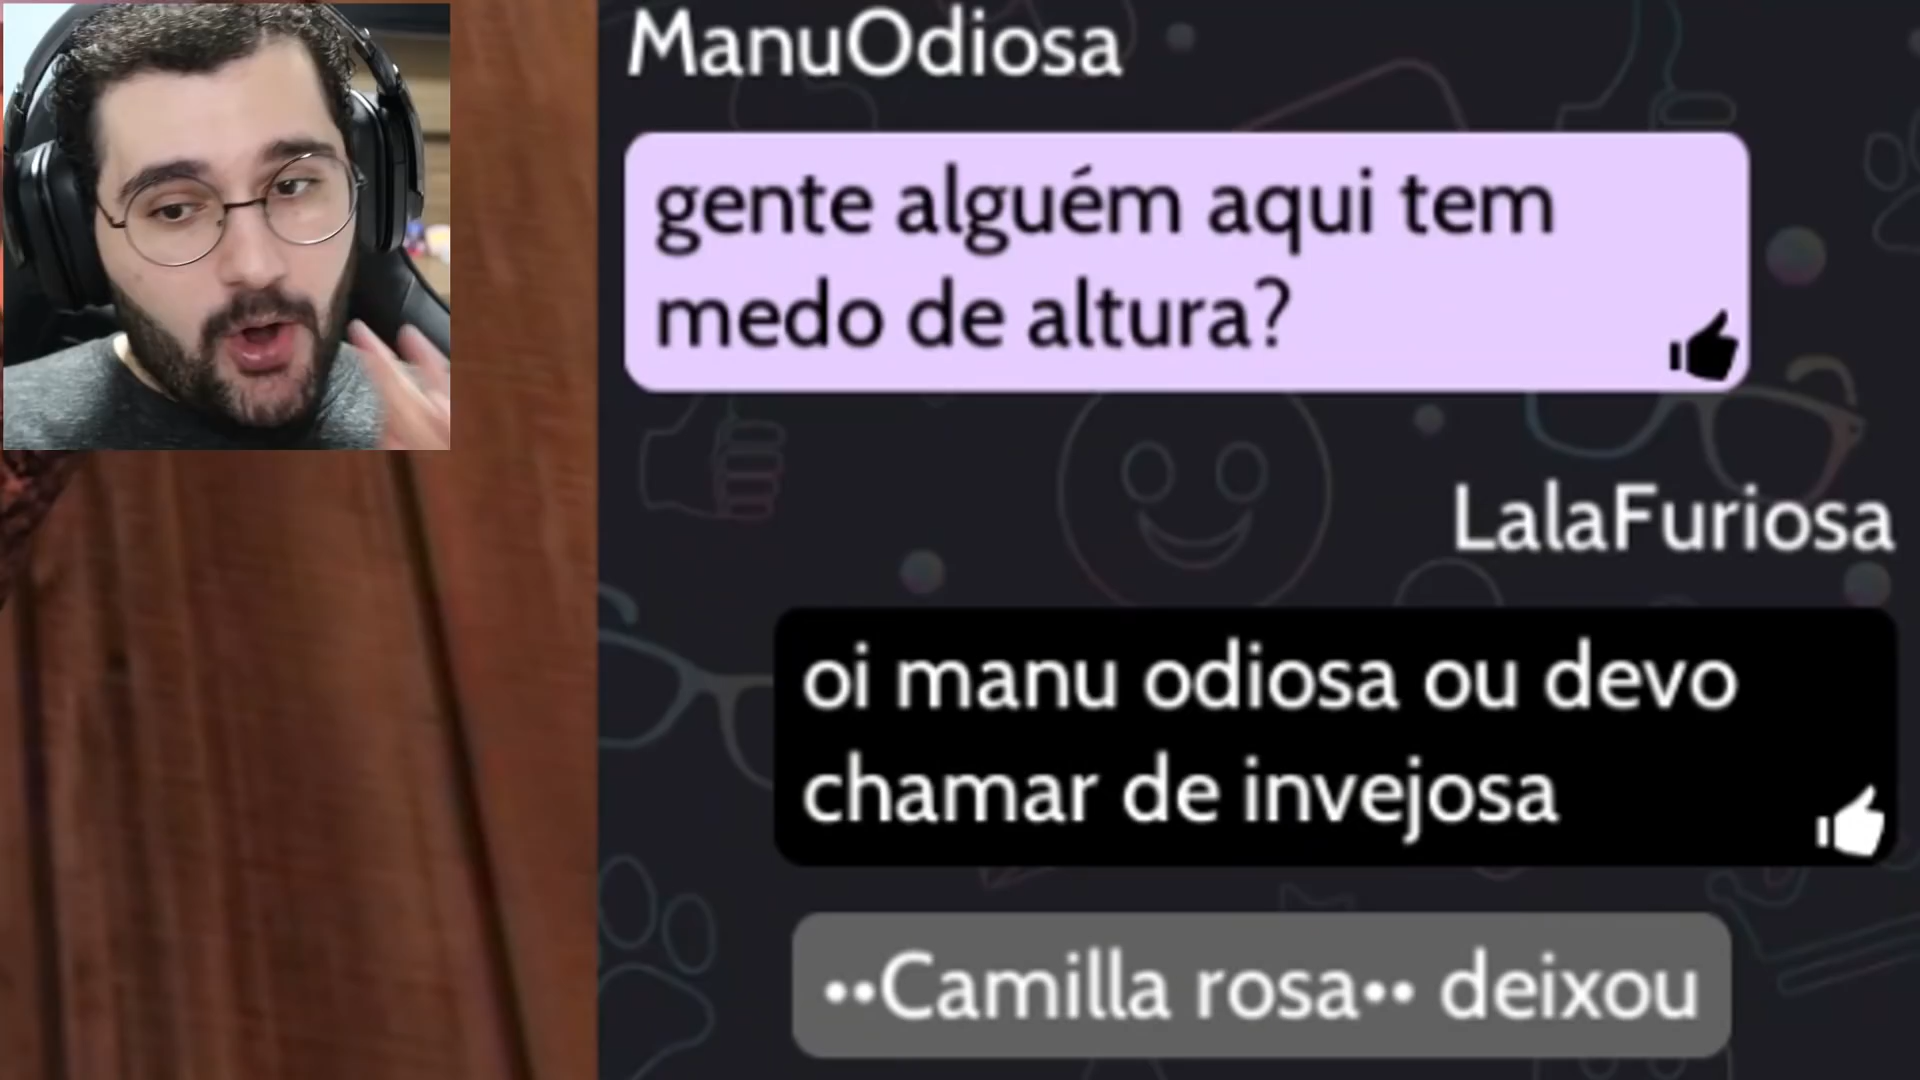 ManuOdiosa
gente alguém aqui tem
medo de altura?
LalaFuriosa
oi manu odiosa ou devo
chamar de invejosa
••Camilla rosa•• deixou